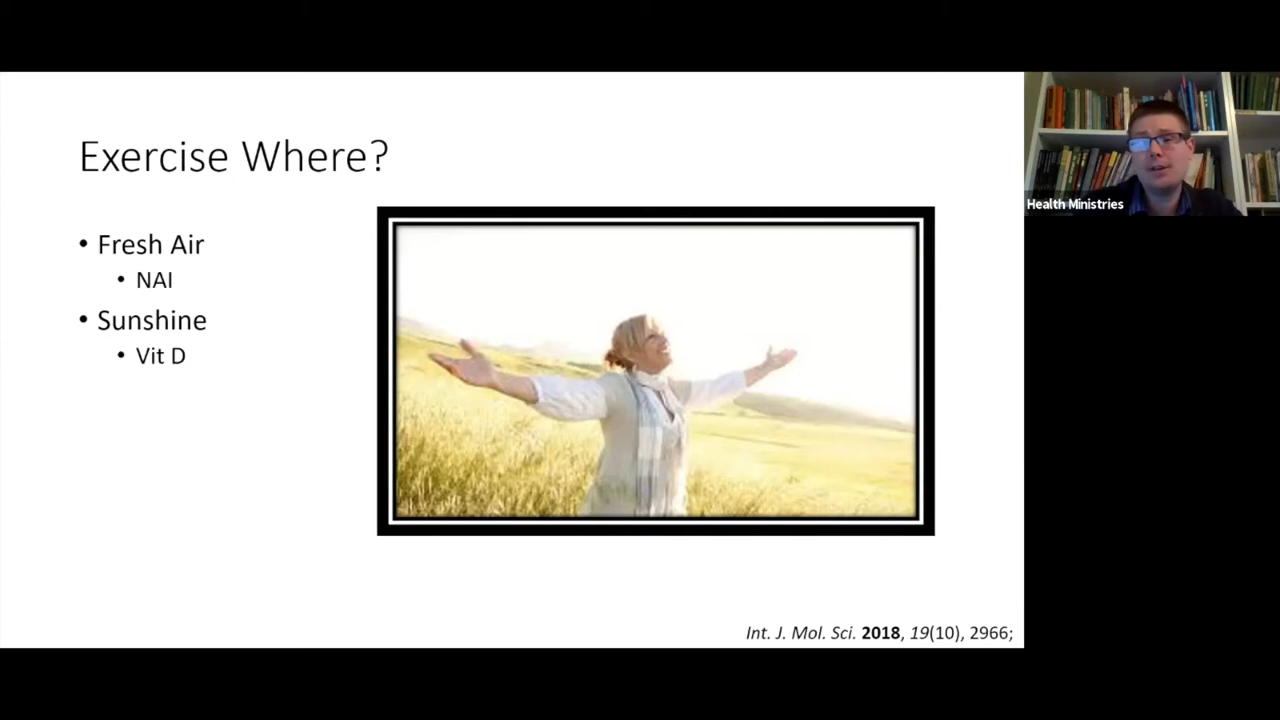 Exercise Where?
• Fresh Air
• NAI
• Sunshine
• Vit D
Health Ministries
Int. J. Mol. Sci. 2018, 19(10), 2966;